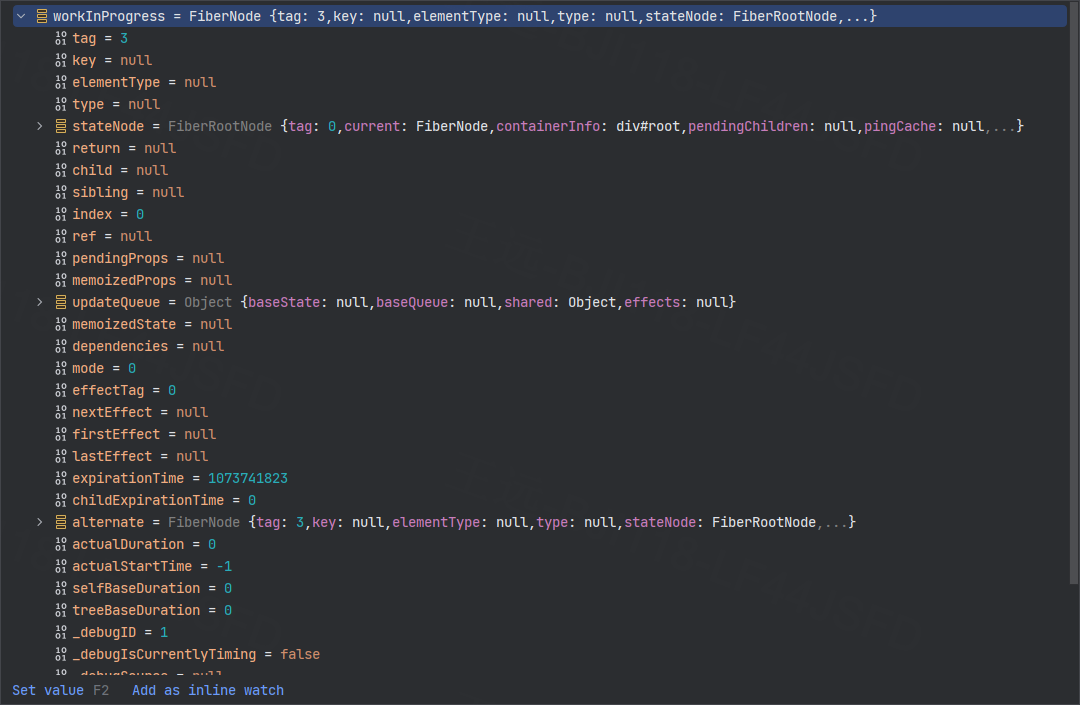 workInProgress = FiberNode {tag: 3,key: null,elementType: null,type: null,stateNode: FiberRootNode,...}
tag = 3
key = null
elementType = null
type = null
stateNode = FiberRootNode {tag: 0,current: FiberNode,containerInfo: div#root,pendingChildren: null,pingCache: null,...}
return = null
child = null
sibling = null
index = 0
ref = null
pendingProps = null
memoizedProps = null
updateQueue = Object {baseState: null,baseQueue: null,shared: Object,effects: null}
memoizedState = null
dependencies = null
mode = 0
effectTag = 0
nextEffect = null
firstEffect = null
lastEffect = null
expirationTime = 1073741823
childExpirationTime = 0
alternate = FiberNode {tag: 3,key: null,elementType: null,type: null,stateNode: FiberRootNode,...}
actualDuration = 0
actualStartTime = -1
selfBaseDuration = 0
treeBaseDuration = 0
_debugID = 1
_debugIsCurrentlyTiming = false
_debugSource = null
Set value F2 Add as inline watch